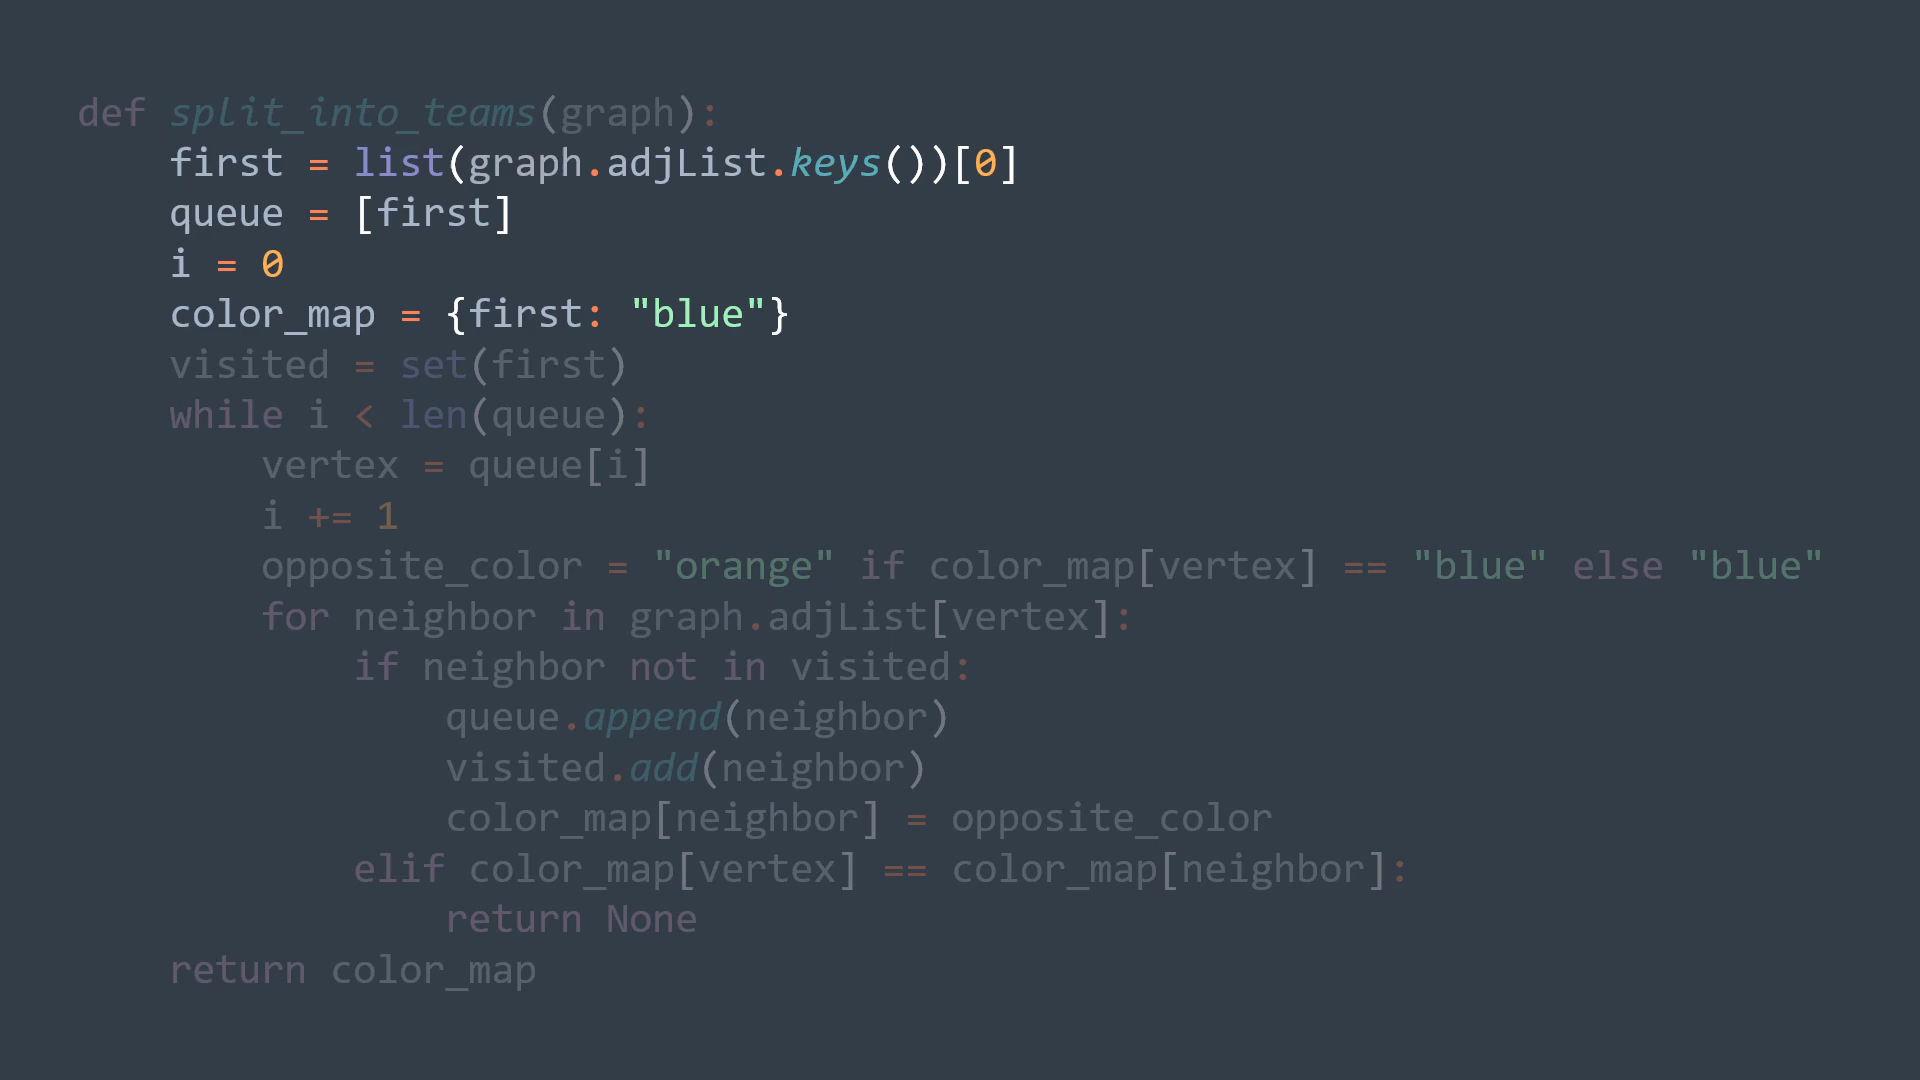 def split_into_teams(graph):
    first = list(graph.adjList.keys())[0]
    queue = [first]
    i = 0
    color_map = {first: "blue"}
    visited = set(first)
    while i < len(queue):
        vertex = queue[i]
        i += 1
        opposite_color = "orange" if color_map[vertex] == "blue" else "blue"
        for neighbor in graph.adjList[vertex]:
            if neighbor not in visited:
                queue.append(neighbor)
                visited.add(neighbor)
                color_map[neighbor] = opposite_color
            elif color_map[vertex] == color_map[neighbor]:
                return None
    return color_map